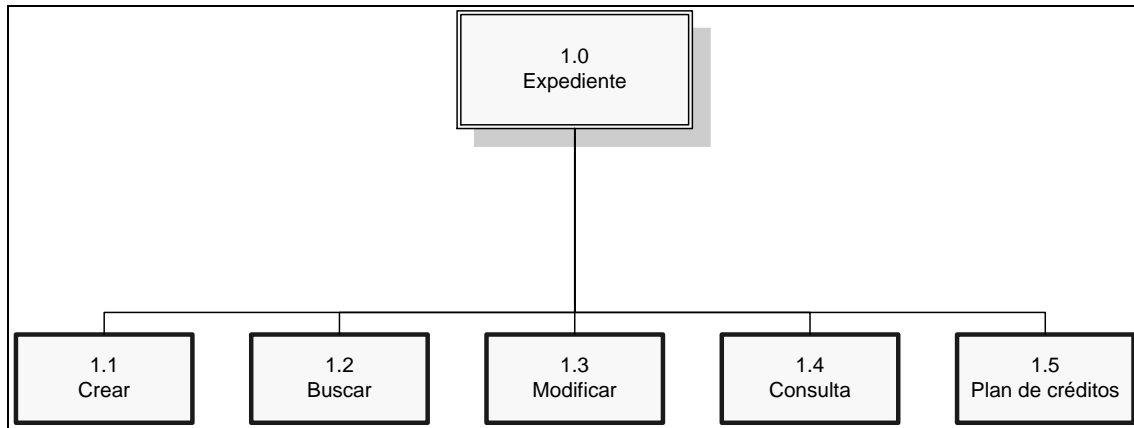 1.0
Expediente
1.1
Crear
1.2
Buscar
1.3
Modificar
1.4
Consulta
1.5
Plan de créditos